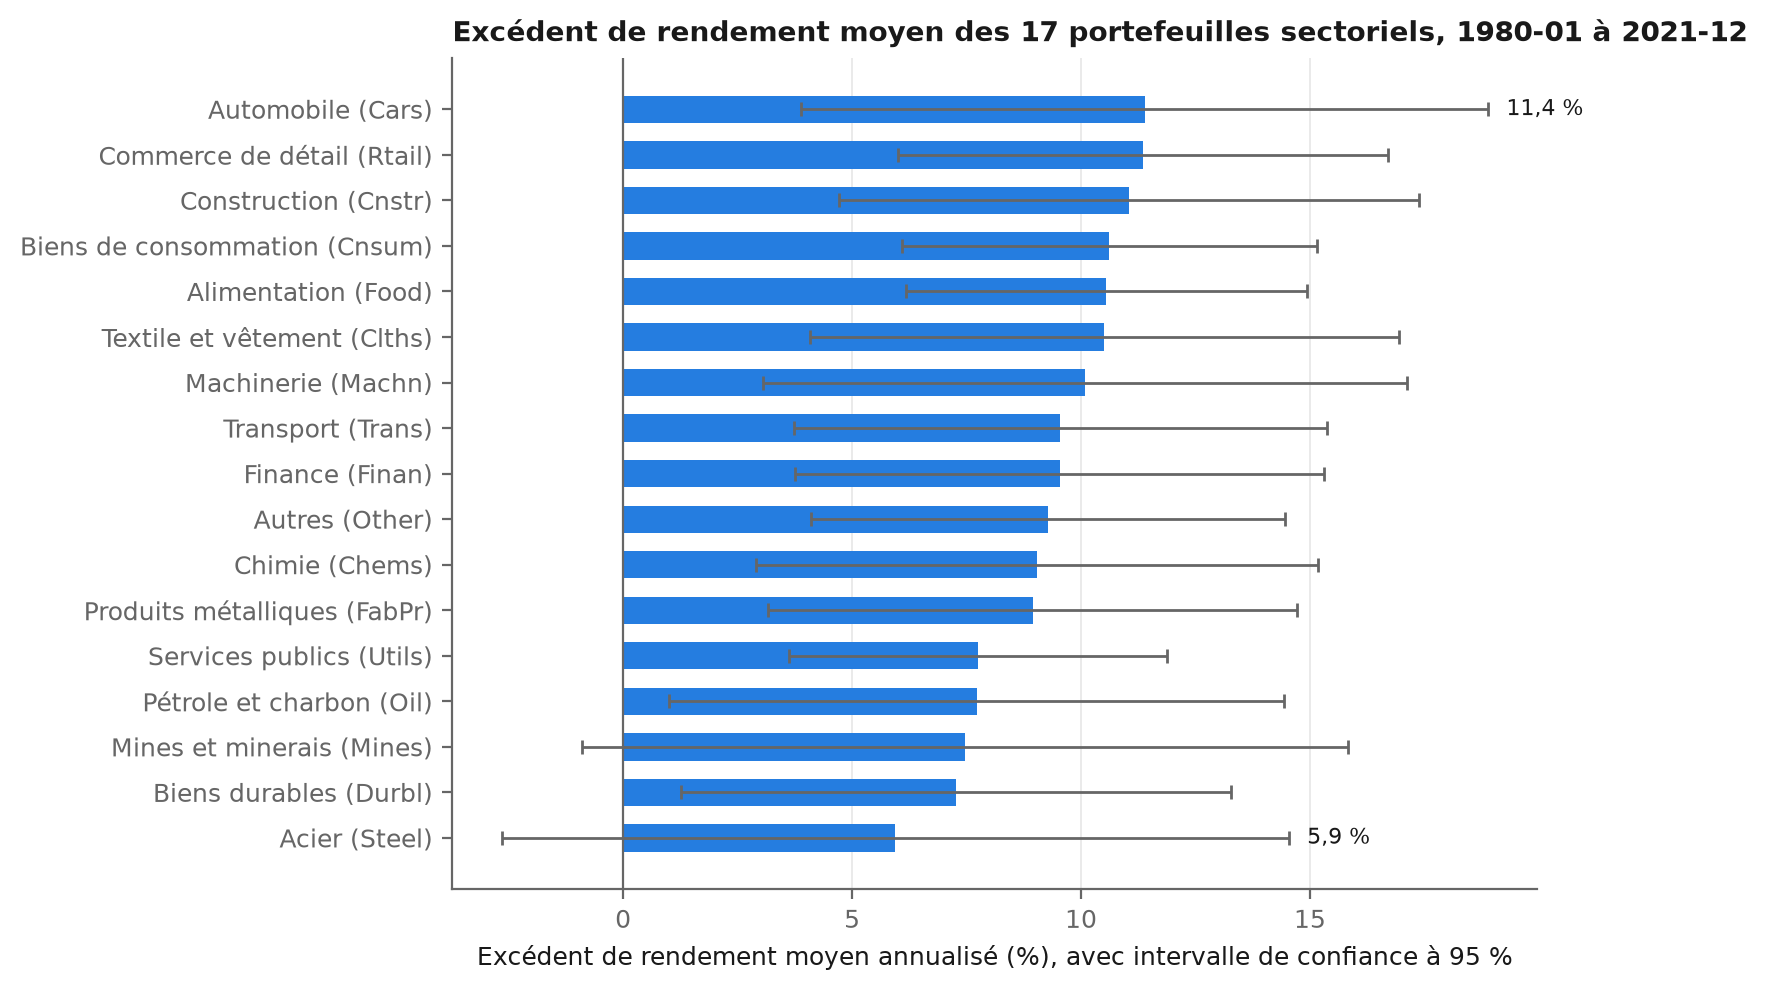 Excédent de rendement moyen des 17 portefeuilles sectoriels, 1980-01 à 2021-12
Automobile (Cars)
11,4 %
Commerce de détail (Rtail)
Construction (Cnstr)
Biens de consommation (Cnsum)
Alimentation (Food)
Textile et vêtement (Clths)
Machinerie (Machn)
Transport (Trans)
Finance (Finan)
Autres (Other)
Chimie (Chems)
Produits métalliques (FabPr)
Services publics (Utils)
Pétrole et charbon (Oil)
Mines et minerais (Mines)
Biens durables (Durbl)
Acier (Steel)
5,9 %
0 5 10 15
Excédent de rendement moyen annualisé (%), avec intervalle de confiance à 95 %